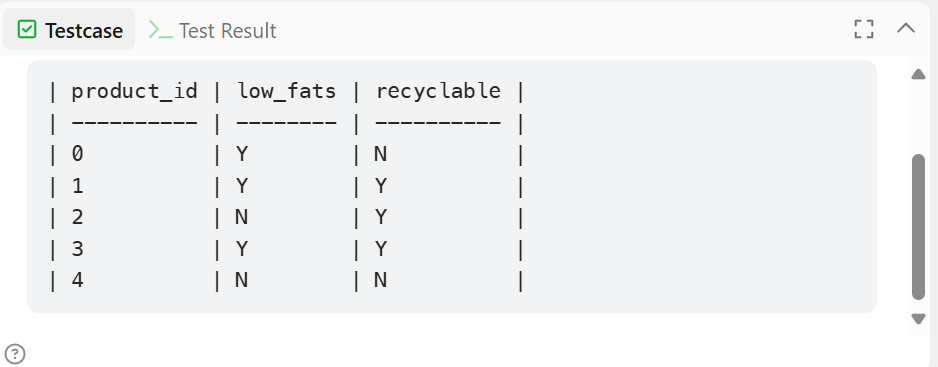 Testcase
Test Result
| product_id | low_fats | recyclable |
| ---------- | -------- | ---------- |
| 0          | Y        | N          |
| 1          | Y        | Y          |
| 2          | N        | Y          |
| 3          | Y        | Y          |
| 4          | N        | N          |